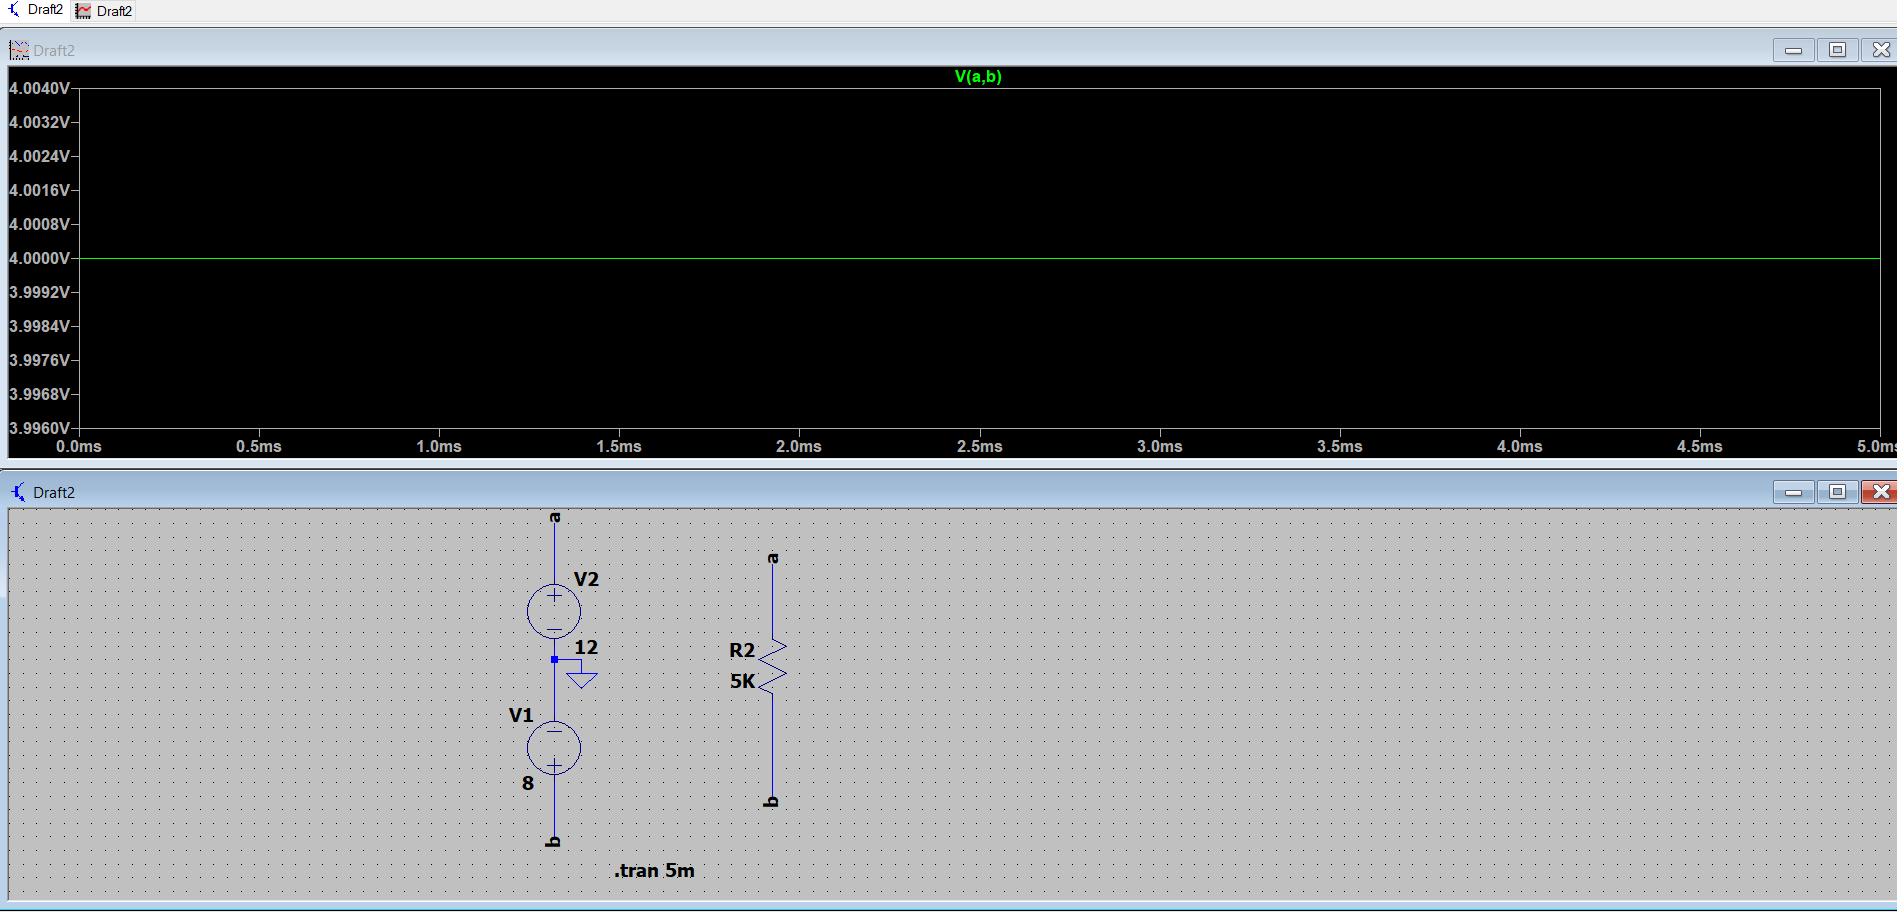 Draft2 Draft2
Draft2
V(a,b)
4.0040V
4.0032V
4.0024V
4.0016V
4.0008V
4.0000V
3.9992V
3.9984V
3.9976V
3.9968V
3.9960V
0.0ms 0.5ms 1.0ms 1.5ms 2.0ms 2.5ms 3.0ms 3.5ms 4.0ms 4.5ms 5.0ms
Draft2
a
V2
12
V1
8
b
a
R2
5K
b
.tran 5m